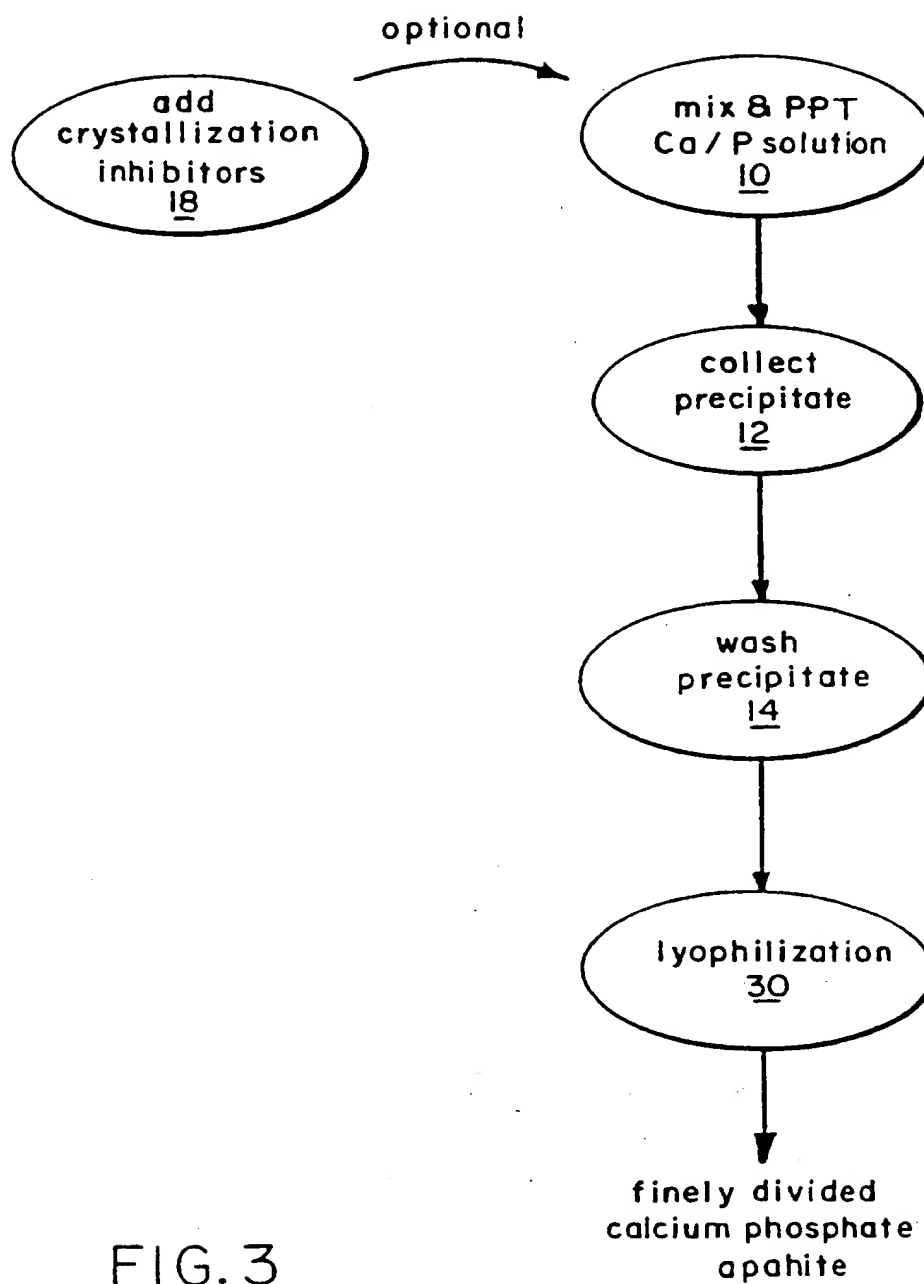 optional
add
crystallization
inhibitors
18
mix & PPT
Ca/P solution
10
collect
precipitate
12
wash
precipitate
14
lyophilization
30
finely divided
calcium phosphate
apahite
FIG. 3